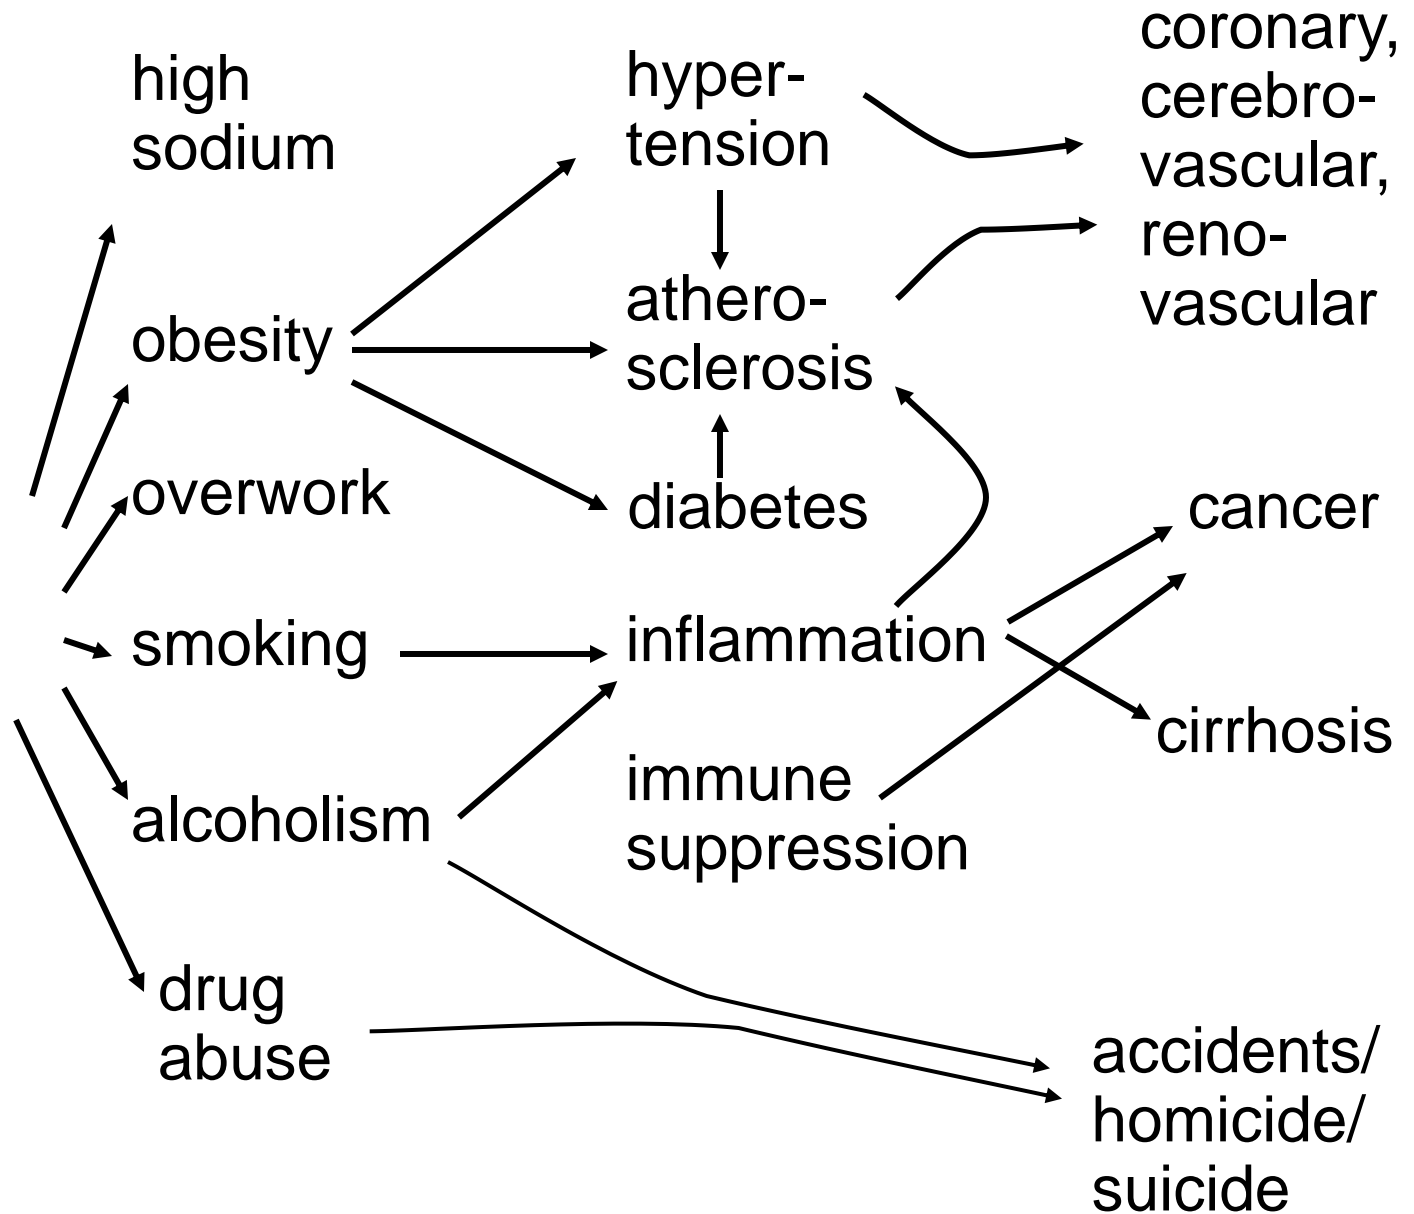 high
sodium
obesity
overwork
smoking
alcoholism
drug
abuse
hyper-
tension
athero-
sclerosis
diabetes
inflammation
immune
suppression
coronary,
cerebro-
vascular,
reno-
vascular
cancer
cirrhosis
accidents/
homicide/
suicide